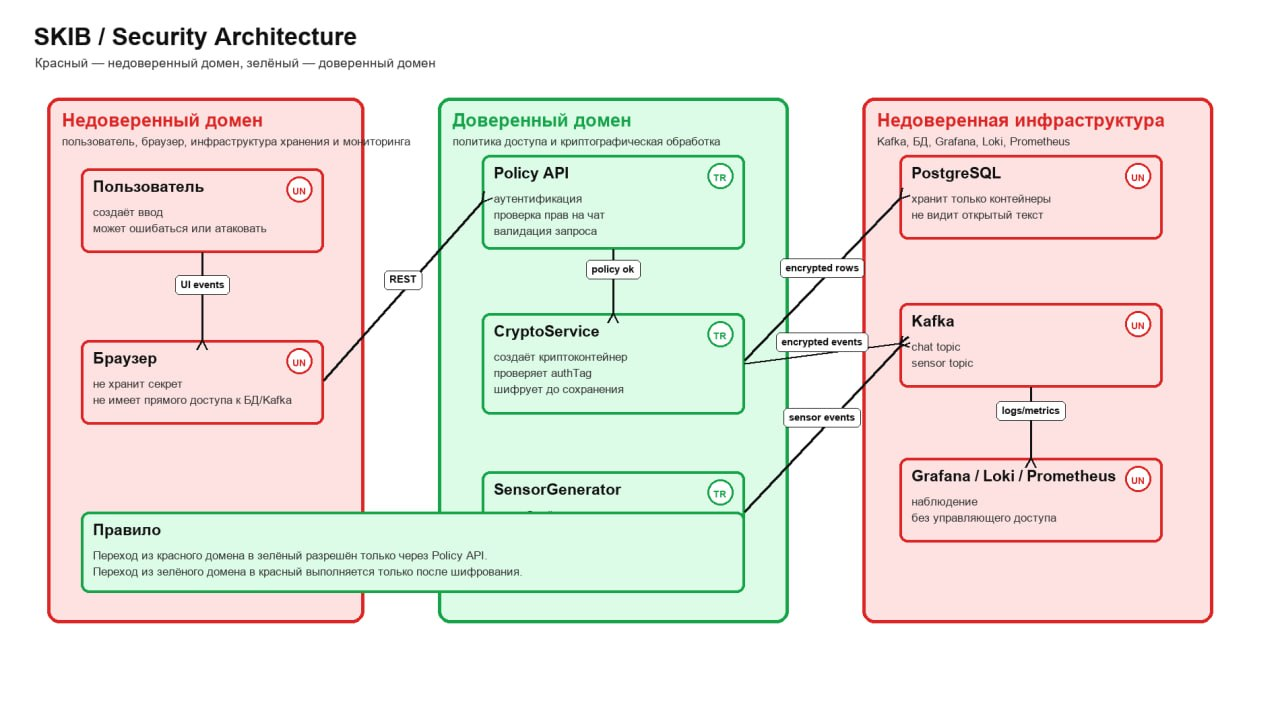 SKIB / Security Architecture
Красный — недоверенный домен, зелёный — доверенный домен
Недоверенный домен
пользователь, браузер, инфраструктура хранения и мониторинга
Пользователь
UN
создаёт ввод
может ошибаться или атаковать
UI events
Браузер
UN
не хранит секрет
не имеет прямого доступа к БД/Kafka
REST
Доверенный домен
политика доступа и криптографическая обработка
Policy API
TR
аутентификация
проверка прав на чат
валидация запроса
policy ok
CryptoService
TR
создаёт криптоконтейнер
проверяет authTag
шифрует до сохранения
SensorGenerator
TR
Правило
Переход из красного домена в зелёный разрешён только через Policy API.
Переход из зелёного домена в красный выполняется только после шифрования.
encrypted rows
encrypted events
sensor events
Недоверенная инфраструктура
Kafka, БД, Grafana, Loki, Prometheus
PostgreSQL
UN
хранит только контейнеры
не видит открытый текст
Kafka
UN
chat topic
sensor topic
logs/metrics
Grafana / Loki / Prometheus
UN
наблюдение
без управляющего доступа